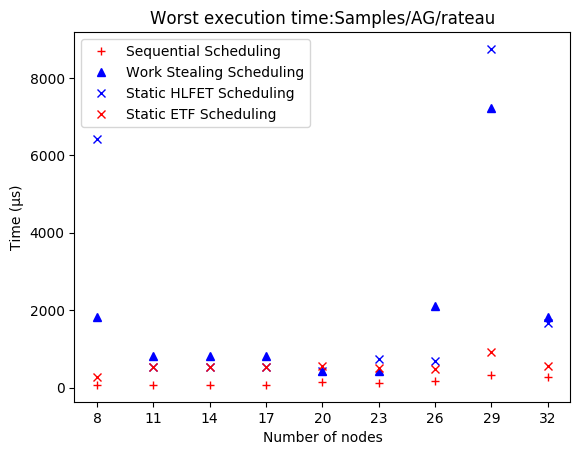 Worst execution time:Samples/AG/rateau
Sequential Scheduling
Work Stealing Scheduling
Static HLFET Scheduling
Static ETF Scheduling
8000
6000
4000
2000
0
Time (µs)
8 11 14 17 20 23 26 29 32
Number of nodes